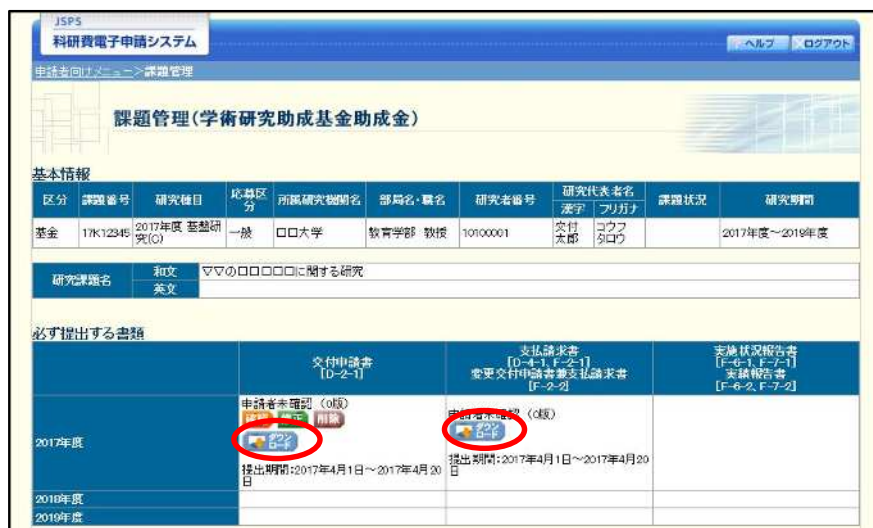 JSPS
科研費電子申請システム
ヘルプ ログアウト
申請者向けメニュー>課題管理
課題管理(学術研究助成基金助成金)
基本情報
区分 課題番号 研究種目 応募区分 所属研究機関名 部局名・職名 研究者番号 研究代表者名 課題状況 研究期間
漢字 フリガナ
基金 17K12345 2017年度 基盤研究(C) 一般 口口大学 教育学部 教授 10100001 交付太郎 コウフタロウ 2017年度～2019年度
研究課題名 和文 ▽▽の口口口口口に関する研究
英文
必ず提出する書類
交付申請書
[D-2-1]
支払請求書
[D-4-1, F-2-1]
変更交付申請書兼支払請求書
[F-2-2]
実施状況報告書
[F-6-1, F-7-1]
実績報告書
[F-6-2, F-7-2]
2017年度
申請者未確認 (0版)
確認 修正 削除
ダウンロード
提出期間:2017年4月1日～2017年4月20日
申請者未確認 (0版)
ダウンロード
提出期間:2017年4月1日～2017年4月20日
2018年度
2019年度